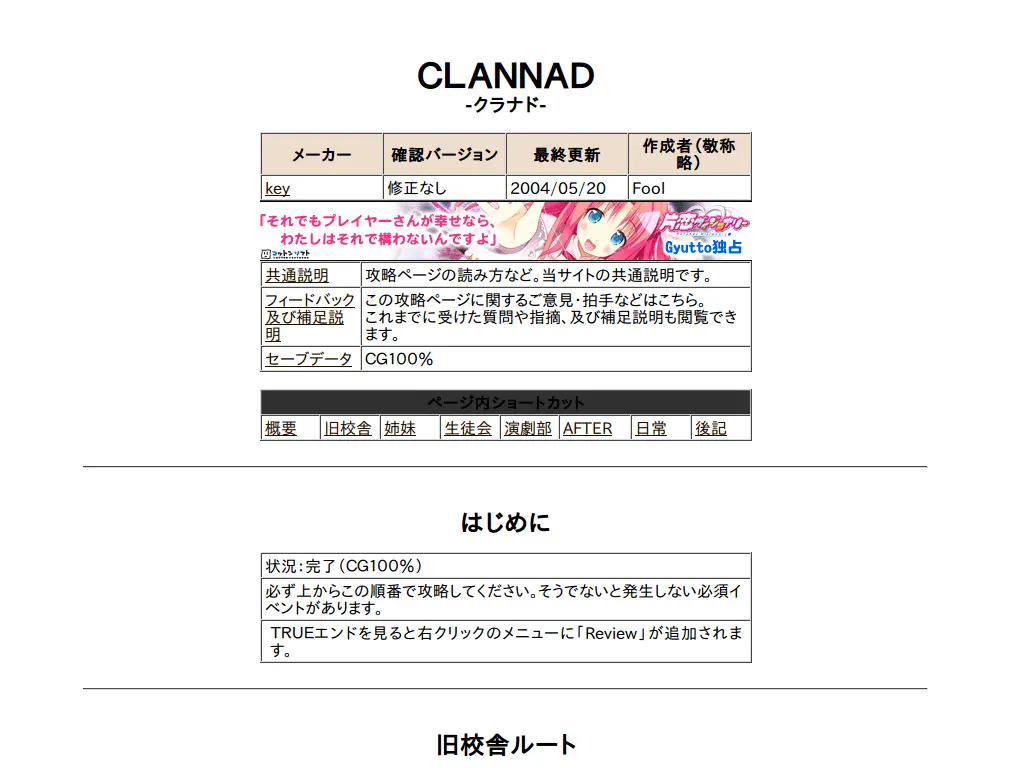 CLANNAD
-クラナド-
メーカー 確認バージョン 最終更新 作成者（敬称
略）
key 修正なし 2004/05/20 Fool
「それでもプレイヤーさんが幸せなら、
わたしはそれで構わないんですよ」
コットンソフト
Gyutto独占
共通説明 攻略ページの読み方など。当サイトの共通説明です。
フィードバック
及び補足説
明
この攻略ページに関するご意見・拍手などはこちら。
これまでに受けた質問や指摘、及び補足説明も閲覧でき
ます。
セーブデータ CG100%
ページ内ショートカット
概要 旧校舎 姉妹 生徒会 演劇部 AFTER 日常 後記
はじめに
状況：完了（CG100%）
必ず上からこの順番で攻略してください。そうでないと発生しない必須イ
ベントがあります。
TRUEエンドを見ると右クリックのメニューに「Review」が追加されま
す。
旧校舎ルート